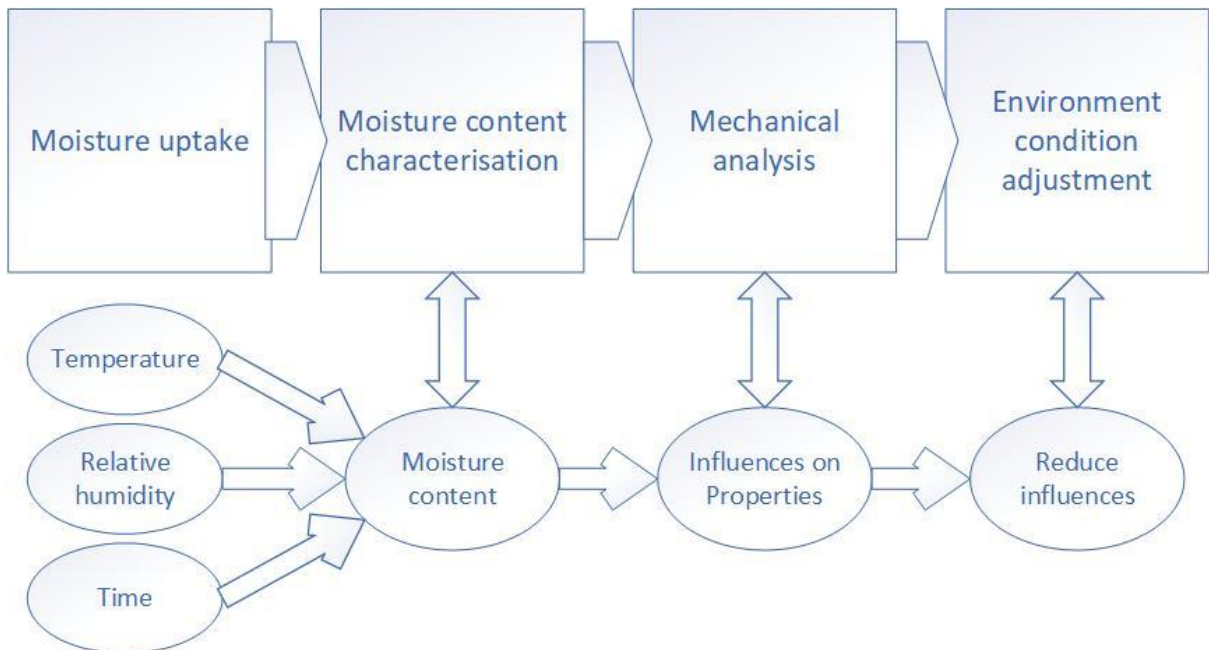 Moisture uptake
Moisture content
characterisation
Mechanical
analysis
Environment
condition
adjustment
Temperature
Relative
humidity
Time
Moisture
content
Influences on
Properties
Reduce
influences